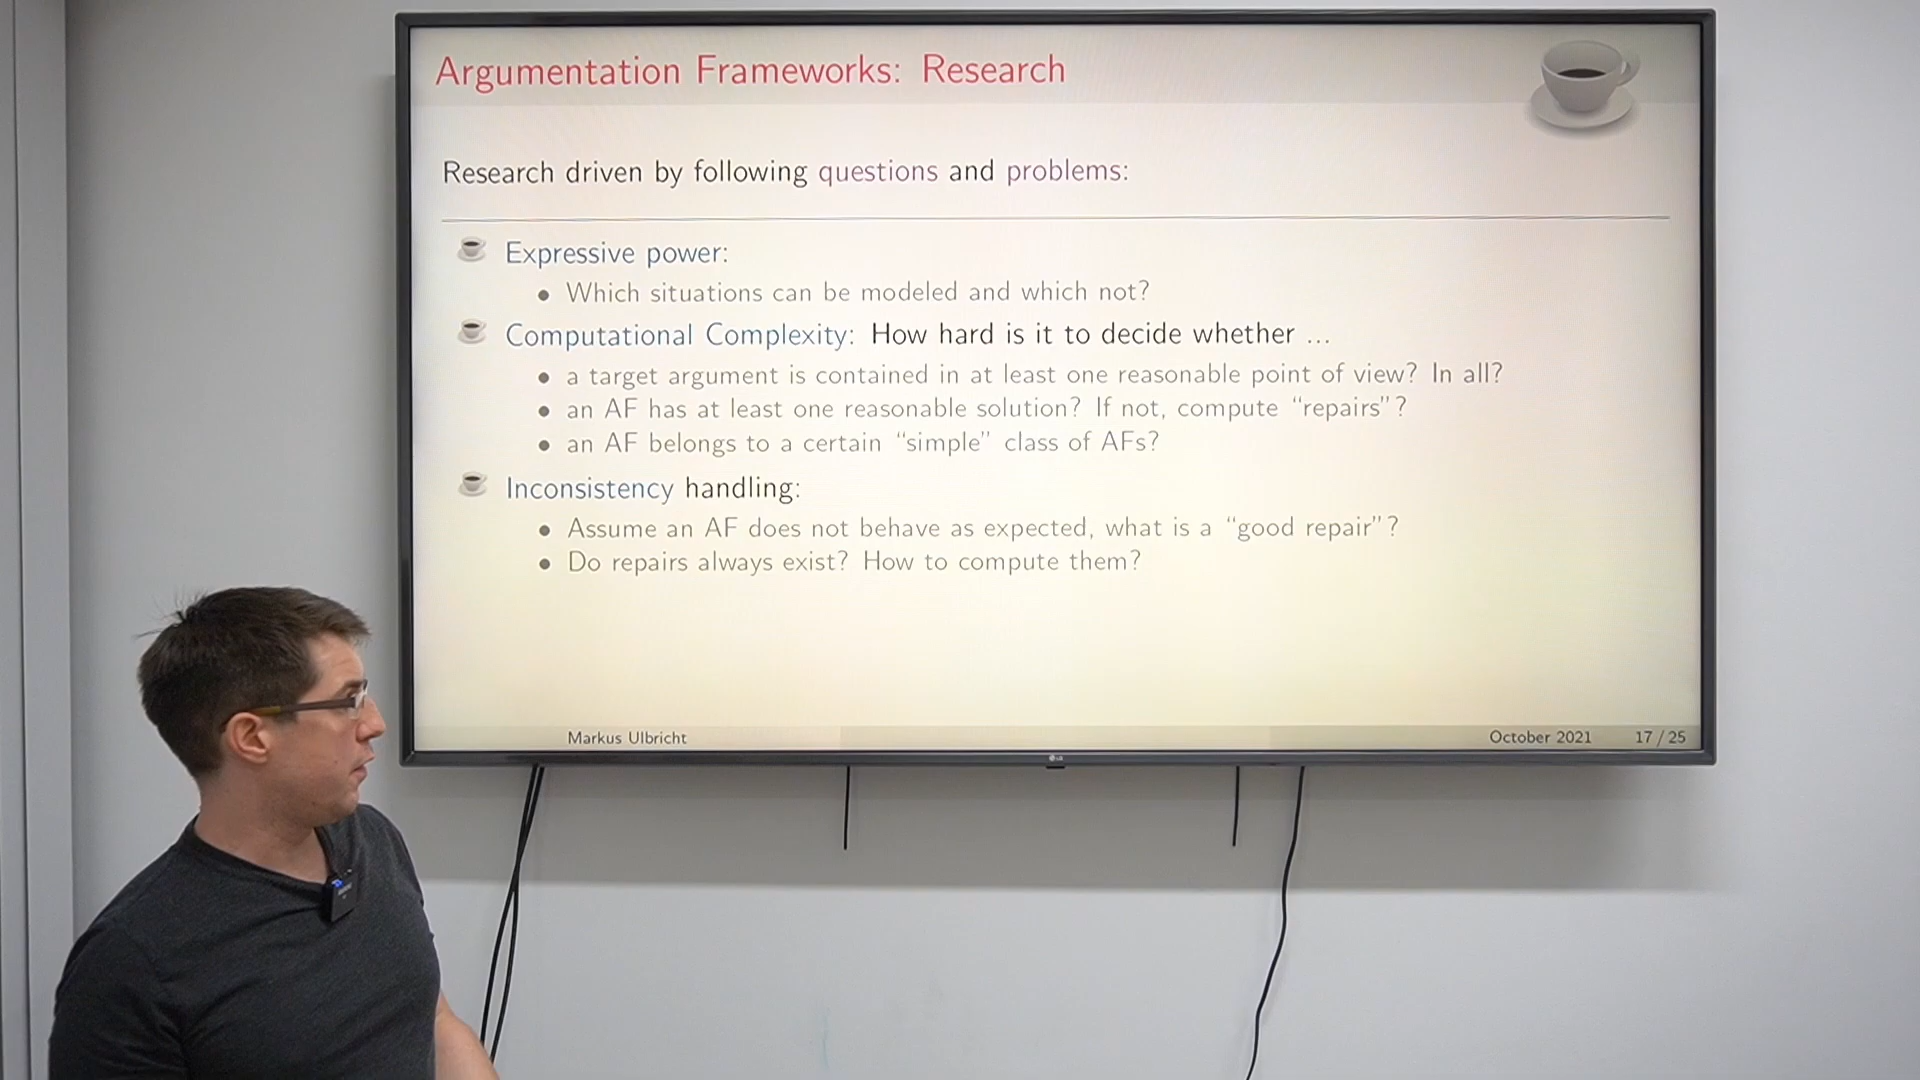 Argumentation Frameworks: Research
Research driven by following questions and problems:
Expressive power:
• Which situations can be modeled and which not?
Computational Complexity: How hard is it to decide whether ...
• a target argument is contained in at least one reasonable point of view? In all?
• an AF has at least one reasonable solution? If not, compute “repairs”?
• an AF belongs to a certain “simple” class of AFs?
Inconsistency handling:
• Assume an AF does not behave as expected, what is a “good repair”?
• Do repairs always exist? How to compute them?
Markus Ulbricht
October 2021
17 / 25
LG